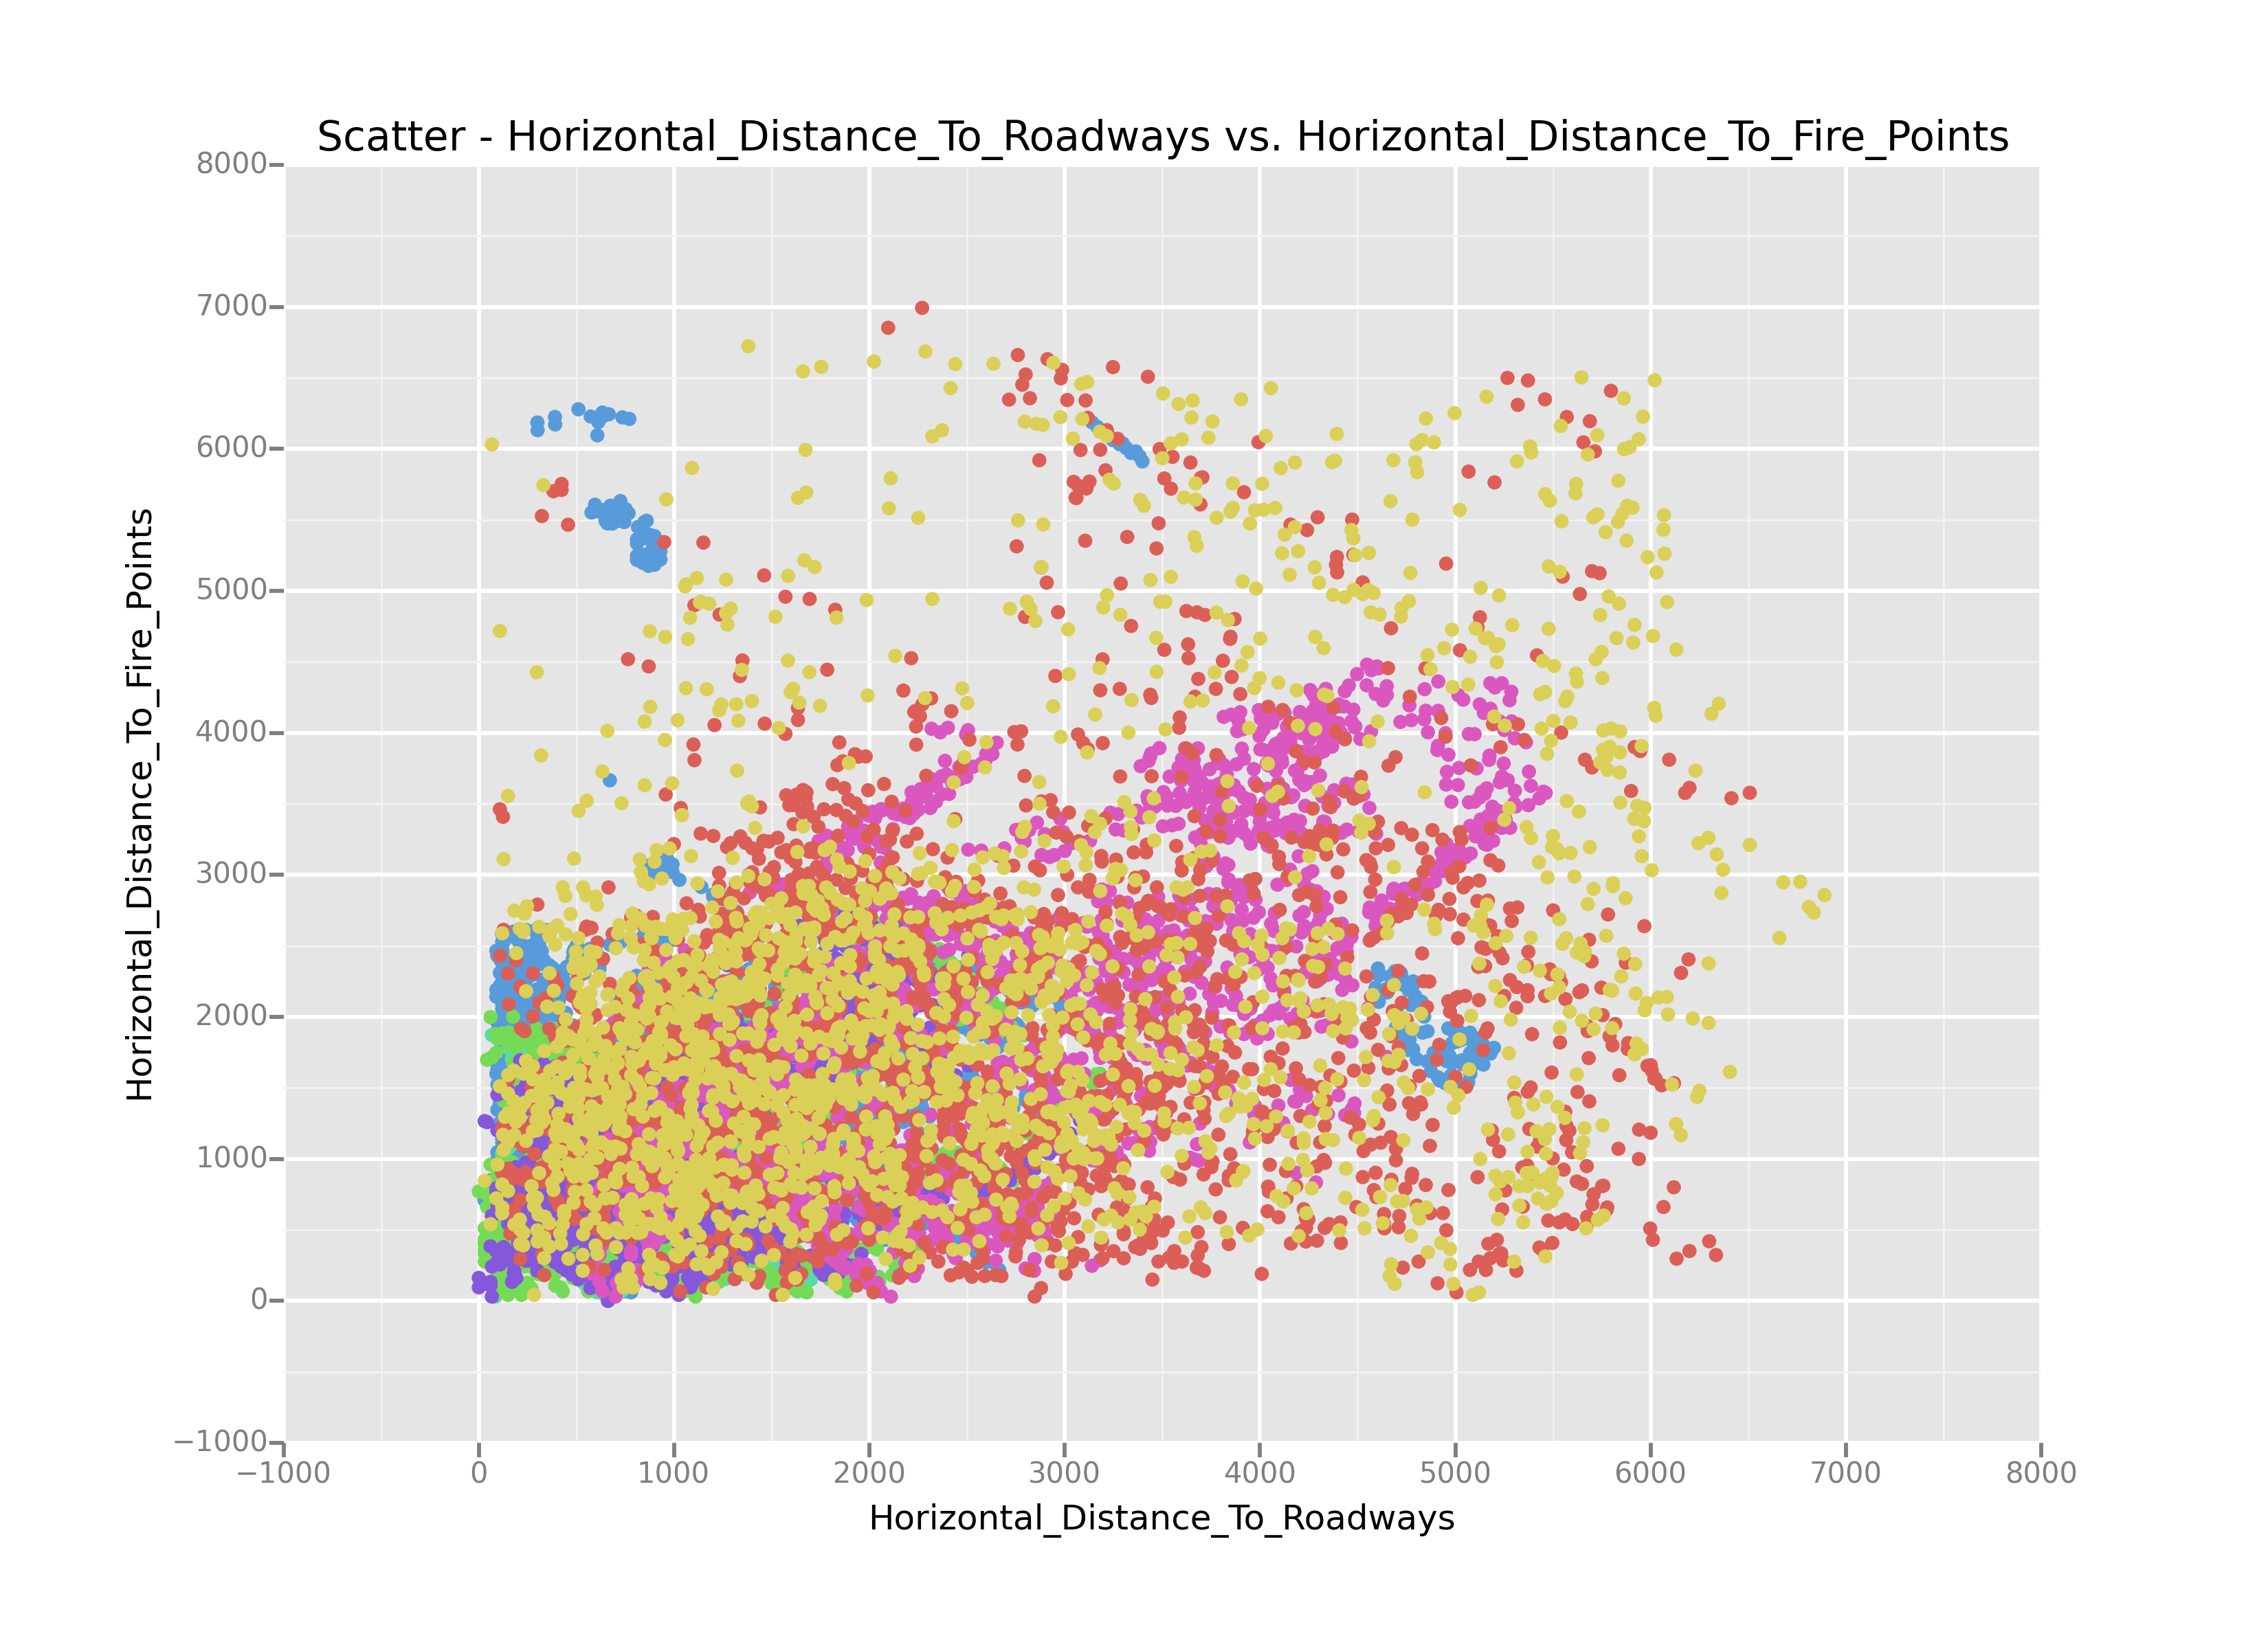 Scatter - Horizontal_Distance_To_Roadways vs. Horizontal_Distance_To_Fire_Points
8000
7000
6000
5000
4000
3000
2000
1000
0
−1000
Horizontal_Distance_To_Fire_Points
−1000 0 1000 2000 3000 4000 5000 6000 7000 8000
Horizontal_Distance_To_Roadways